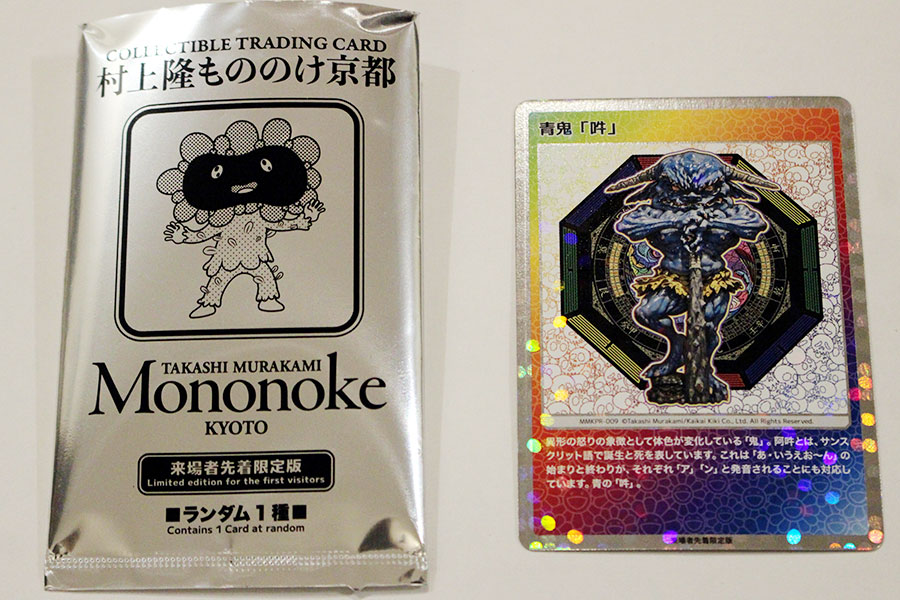 COLLECTIBLE TRADING CARD
村上隆もののけ京都
TAKASHI MURAKAMI
Mononoke
KYOTO
来場者先着限定版
Limited edition for the first visitors
■ランダム1種■
Contains 1 Card at random
青鬼「吽」
MMKPR-009 ©Takashi Murakami/Kaikai Kiki Co., Ltd. All Rights Reserved.
異形の怒りの象徴として体色が変化している「鬼」。阿吽とは、サンス
クリット語で誕生と死を表しています。これは「あ・いうえお〜ん」の
始まりと終わりが、それぞれ「ア」「ン」と発音されることにも対応し
ています。青の「吽」。
来場者先着限定版